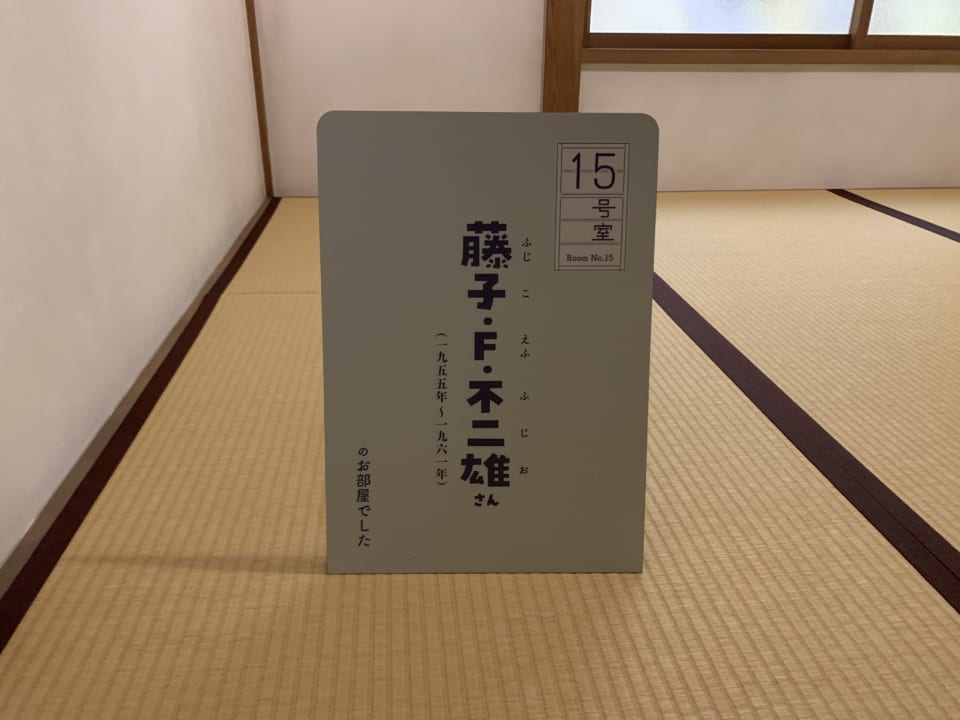 15
号
室
Room No.15
ふじ こ えふ ふ じ お
藤子・F・不二雄さん
(一九五五年〜一九六一年)
のお部屋でした